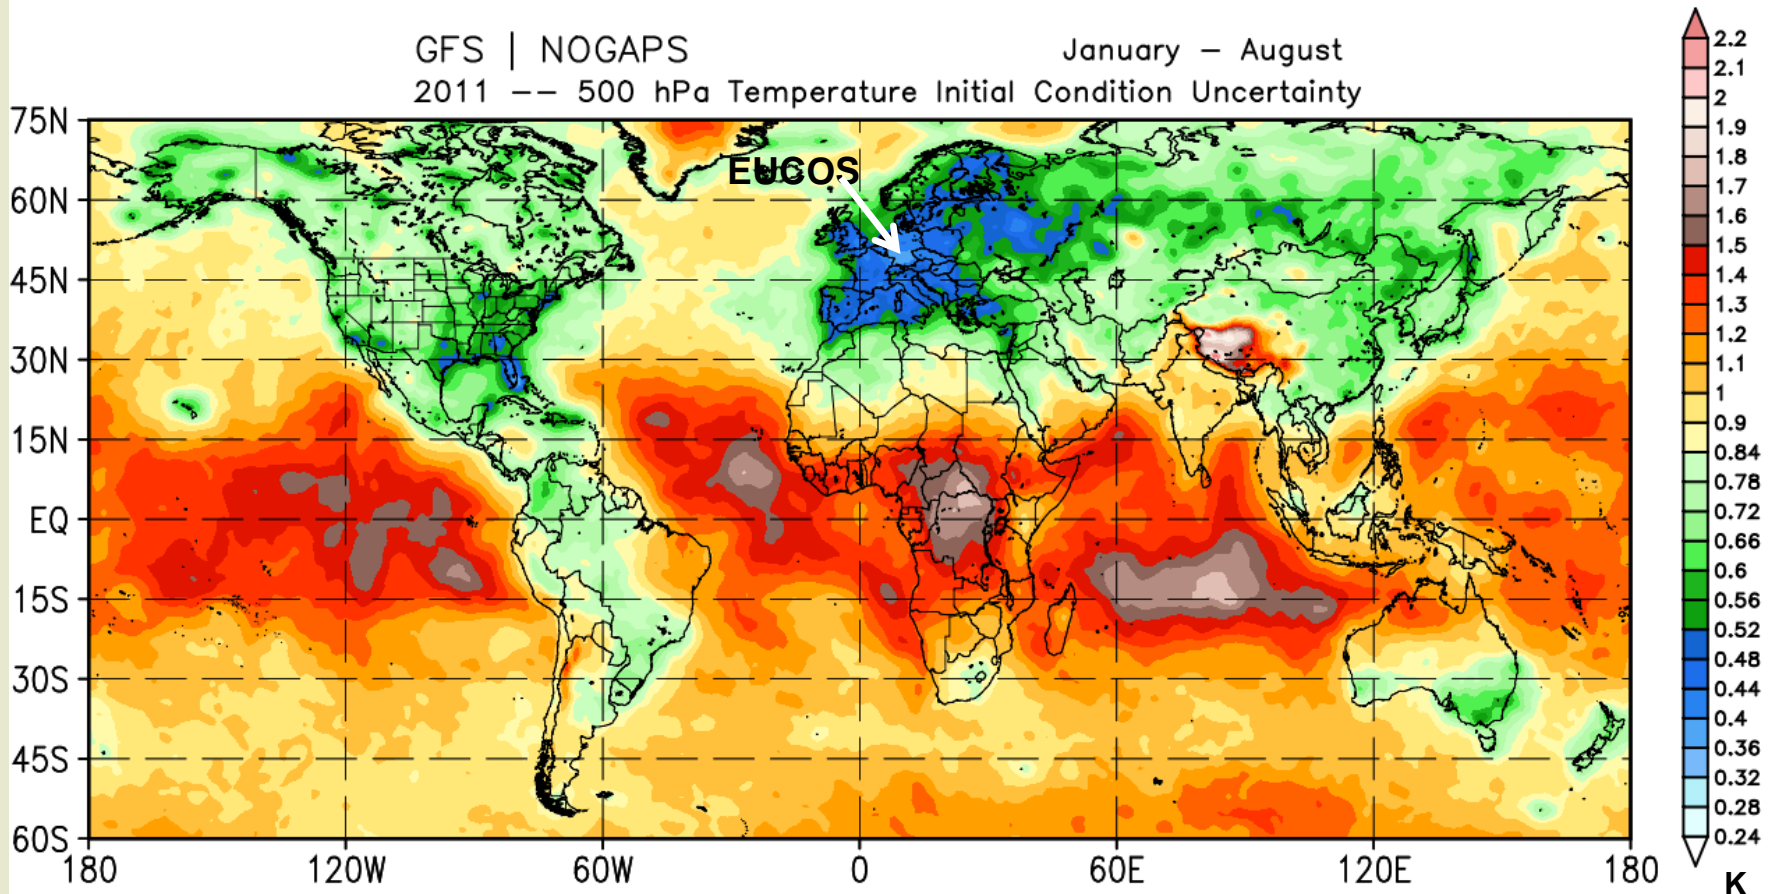 GFS | NOGAPS
January – August
2011 –– 500 hPa Temperature Initial Condition Uncertainty
EUCOS
75N
60N
45N
30N
15N
EQ
15S
30S
45S
60S
180
120W
60W
0
60E
120E
180
2.2
2.1
2
1.9
1.8
1.7
1.6
1.5
1.4
1.3
1.2
1.1
1
0.9
0.84
0.78
0.72
0.66
0.6
0.56
0.52
0.48
0.44
0.4
0.36
0.32
0.28
0.24
K